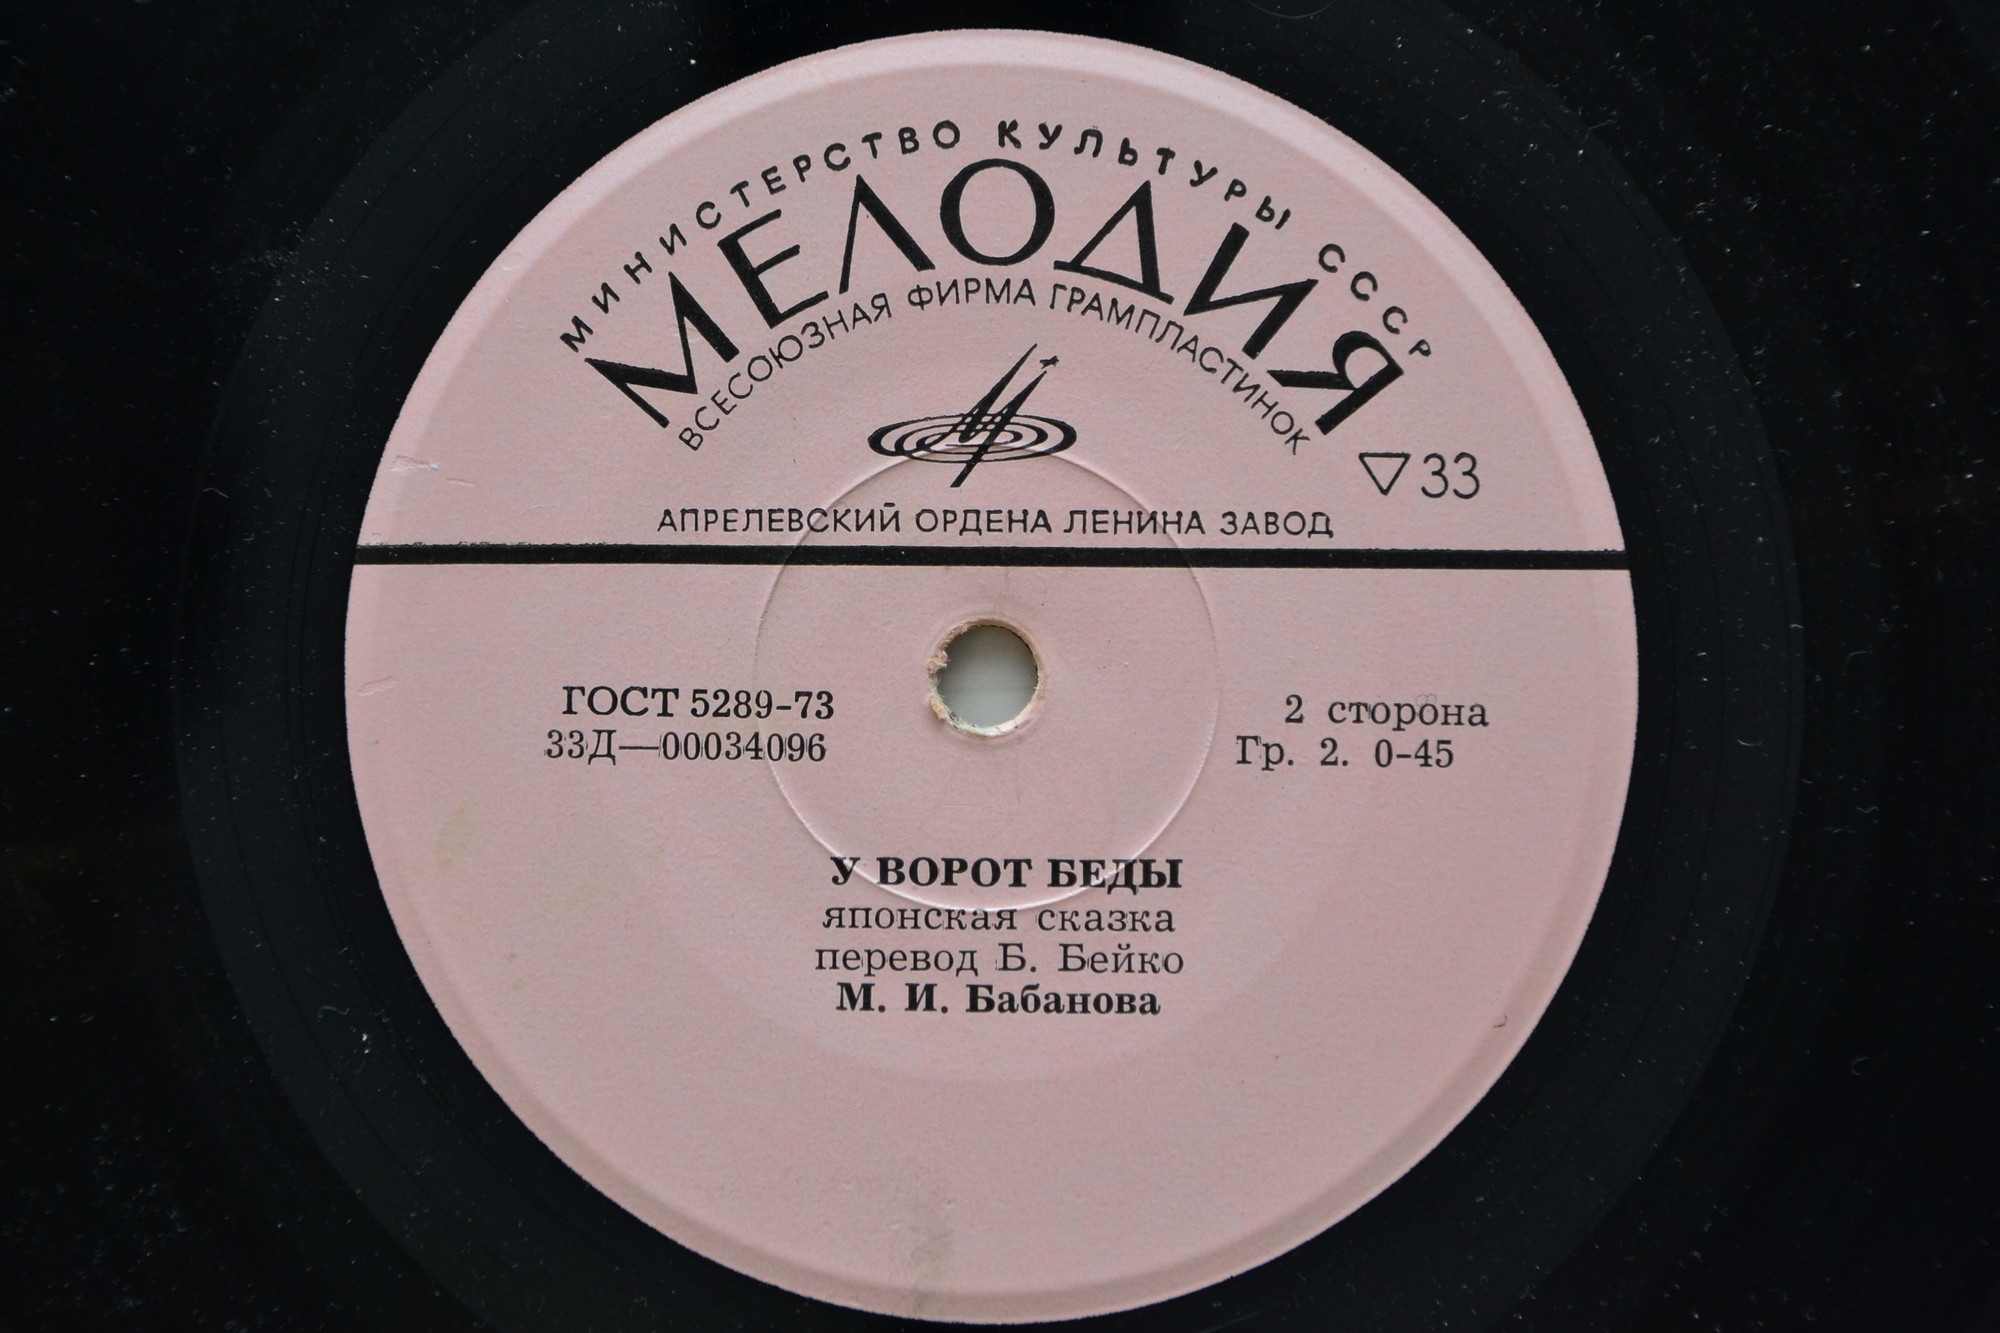 МИНИСТЕРСТВО КУЛЬТУРЫ СССР
МЕЛОДИЯ
ВСЕСОЮЗНАЯ ФИРМА ГРАМПЛАСТИНОК
33
АПРЕЛЕВСКИЙ ОРДЕНА ЛЕНИНА ЗАВОД
ГОСТ 5289-73
33Д—00034096
2 сторона
Гр. 2. 0-45
У ВОРОТ БЕДЫ
японская сказка
перевод Б. Бейко
М. И. Бабанова